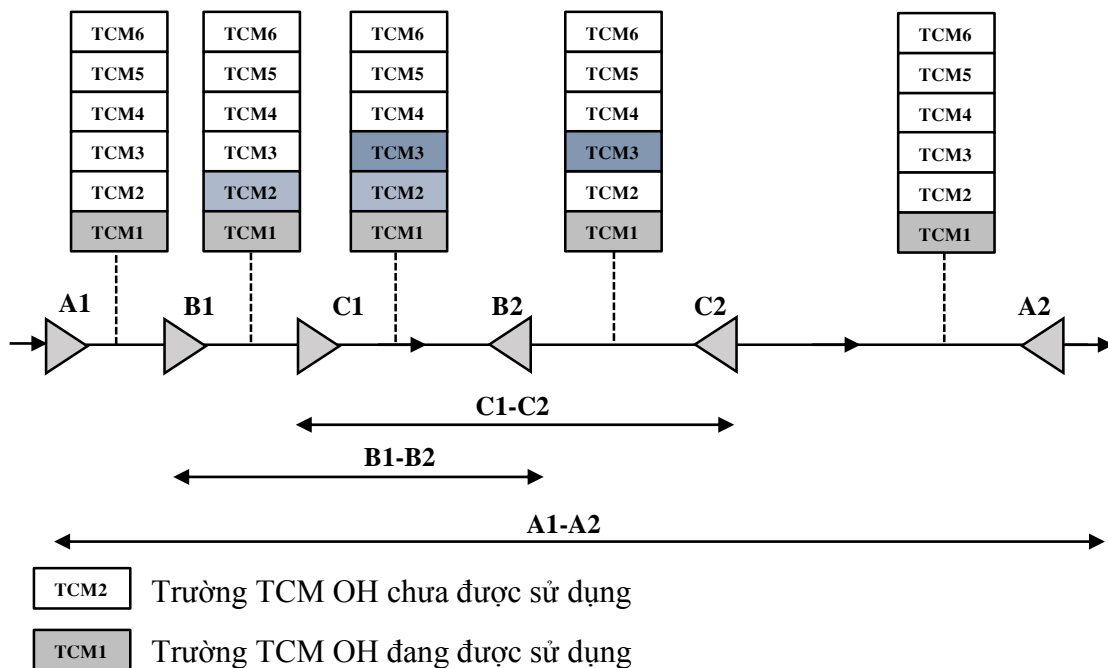 TCM6 TCM6 TCM6 TCM6 TCM6
TCM5 TCM5 TCM5 TCM5 TCM5
TCM4 TCM4 TCM4 TCM4 TCM4
TCM3 TCM3 TCM3 TCM3 TCM3
TCM2 TCM2 TCM2 TCM2 TCM2
TCM1 TCM1 TCM1 TCM1 TCM1
A1 B1 C1 B2 C2 A2
C1-C2
B1-B2
A1-A2
TCM2 Trường TCM OH chưa được sử dụng
TCM1 Trường TCM OH đang được sử dụng